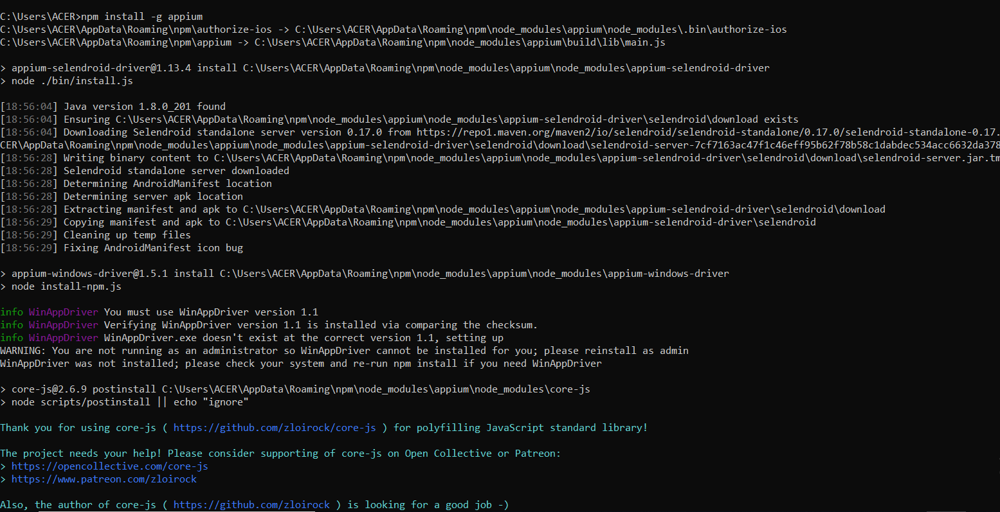 C:\Users\ACER>npm install -g appium
C:\Users\ACER\AppData\Roaming\npm\authorize-ios -> C:\Users\ACER\AppData\Roaming\npm\node_modules\appium\node_modules\.bin\authorize-ios
C:\Users\ACER\AppData\Roaming\npm\appium -> C:\Users\ACER\AppData\Roaming\npm\node_modules\appium\build\lib\main.js
> appium-selendroid-driver@1.13.4 install C:\Users\ACER\AppData\Roaming\npm\node_modules\appium\node_modules\appium-selendroid-driver
> node ./bin/install.js
[18:56:04] Java version 1.8.0_201 found
[18:56:04] Ensuring C:\Users\ACER\AppData\Roaming\npm\node_modules\appium\node_modules\appium-selendroid-driver\selendroid\download exists
[18:56:04] Downloading Selendroid standalone server version 0.17.0 from https://repo1.maven.org/maven2/io/selendroid/selendroid-standalone/0.17.0/selendroid-standalone-0.17.
CER\AppData\Roaming\npm\node_modules\appium\node_modules\appium-selendroid-driver\selendroid\download\selendroid-server-7cf7163ac47f1c46eff95b62f78b58c1dabdec534acc6632da378
[18:56:28] Writing binary content to C:\Users\ACER\AppData\Roaming\npm\node_modules\appium\node_modules\appium-selendroid-driver\selendroid\download\selendroid-server.jar.tm
[18:56:28] Selendroid standalone server downloaded
[18:56:28] Determining AndroidManifest location
[18:56:28] Determining server apk location
[18:56:28] Extracting manifest and apk to C:\Users\ACER\AppData\Roaming\npm\node_modules\appium\node_modules\appium-selendroid-driver\selendroid\download
[18:56:29] Copying manifest and apk to C:\Users\ACER\AppData\Roaming\npm\node_modules\appium\node_modules\appium-selendroid-driver\selendroid
[18:56:29] Cleaning up temp files
[18:56:29] Fixing AndroidManifest icon bug
> appium-windows-driver@1.5.1 install C:\Users\ACER\AppData\Roaming\npm\node_modules\appium\node_modules\appium-windows-driver
> node install-npm.js
info WinAppDriver You must use WinAppDriver version 1.1
info WinAppDriver Verifying WinAppDriver version 1.1 is installed via comparing the checksum.
info WinAppDriver WinAppDriver.exe doesn't exist at the correct version 1.1, setting up
WARNING: You are not running as an administrator so WinAppDriver cannot be installed for you; please reinstall as admin
WinAppDriver was not installed; please check your system and re-run npm install if you need WinAppDriver
> core-js@2.6.9 postinstall C:\Users\ACER\AppData\Roaming\npm\node_modules\appium\node_modules\core-js
> node scripts/postinstall || echo "ignore"
Thank you for using core-js ( https://github.com/zloirock/core-js ) for polyfilling JavaScript standard library!
The project needs your help! Please consider supporting of core-js on Open Collective or Patreon:
> https://opencollective.com/core-js
> https://www.patreon.com/zloirock
Also, the author of core-js ( https://github.com/zloirock ) is looking for a good job -)